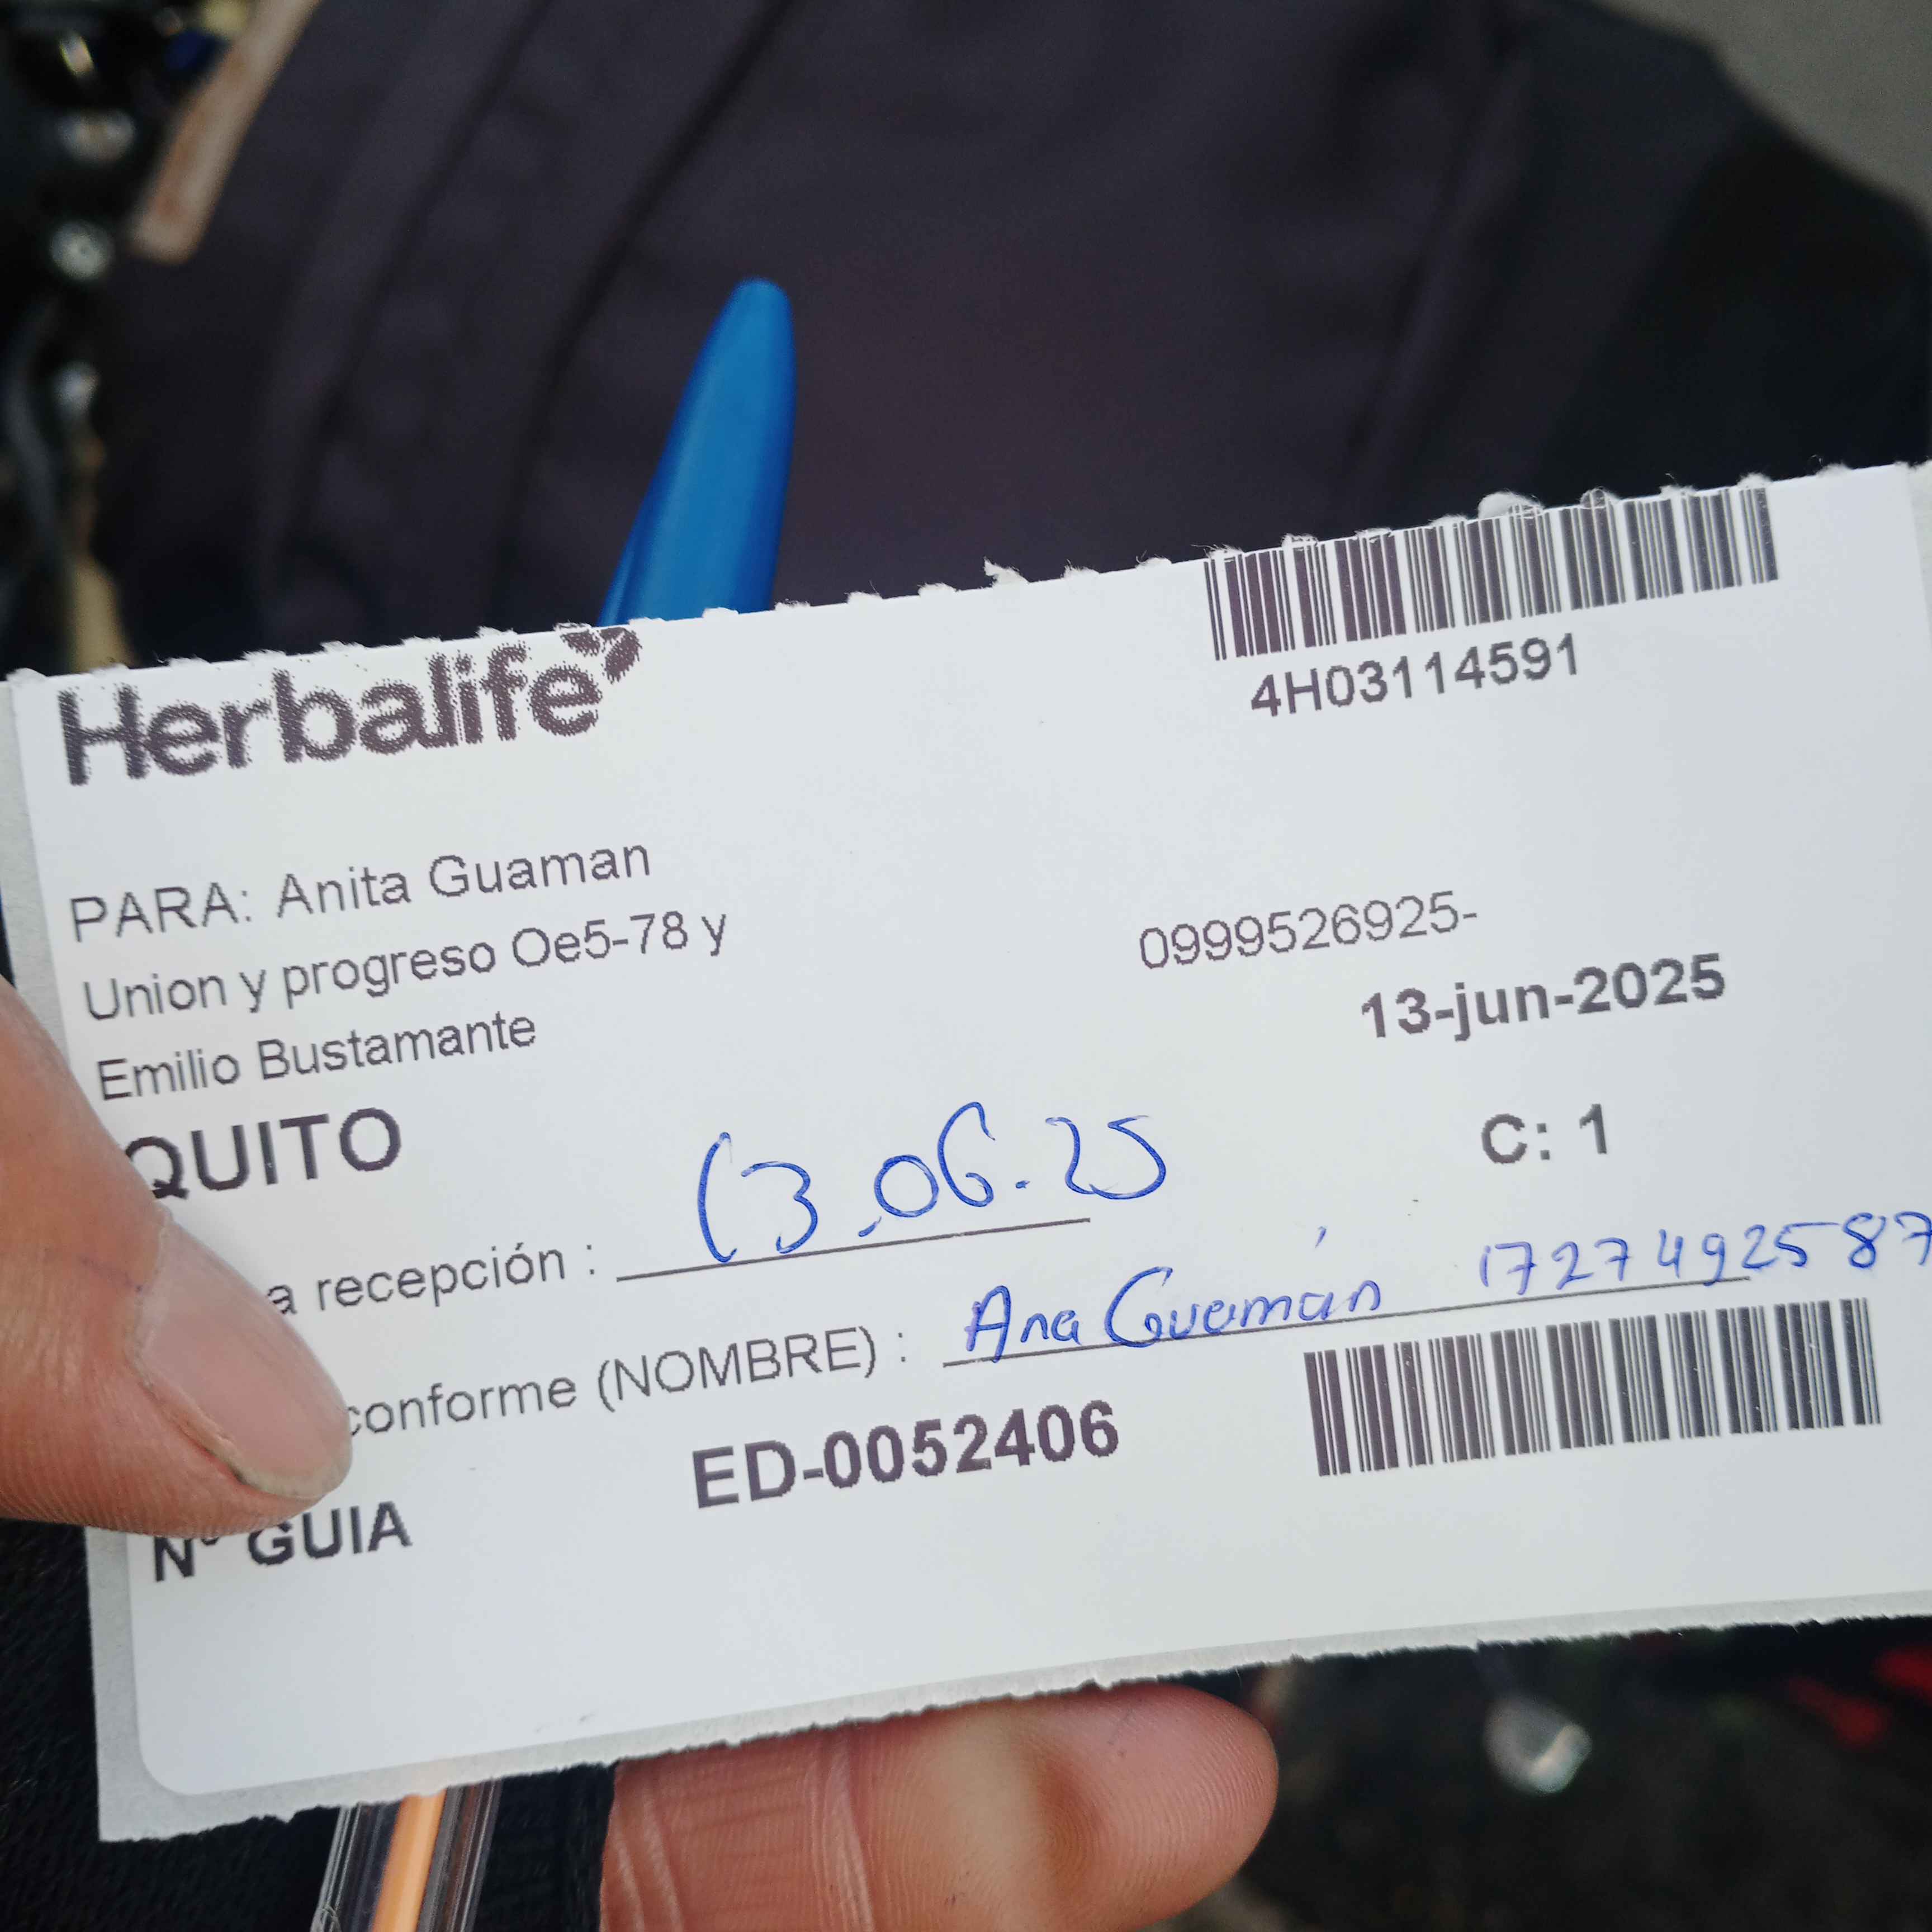 Herbalife
4H03114591
PARA: Anita Guaman
Union y progreso Oe5-78 y
Emilio Bustamante
0999526925-
13-jun-2025
QUITO
C: 1
a recepción : 13.06.25
conforme (NOMBRE) : Ana Guamán 1727492587
N° GUIA ED-0052406